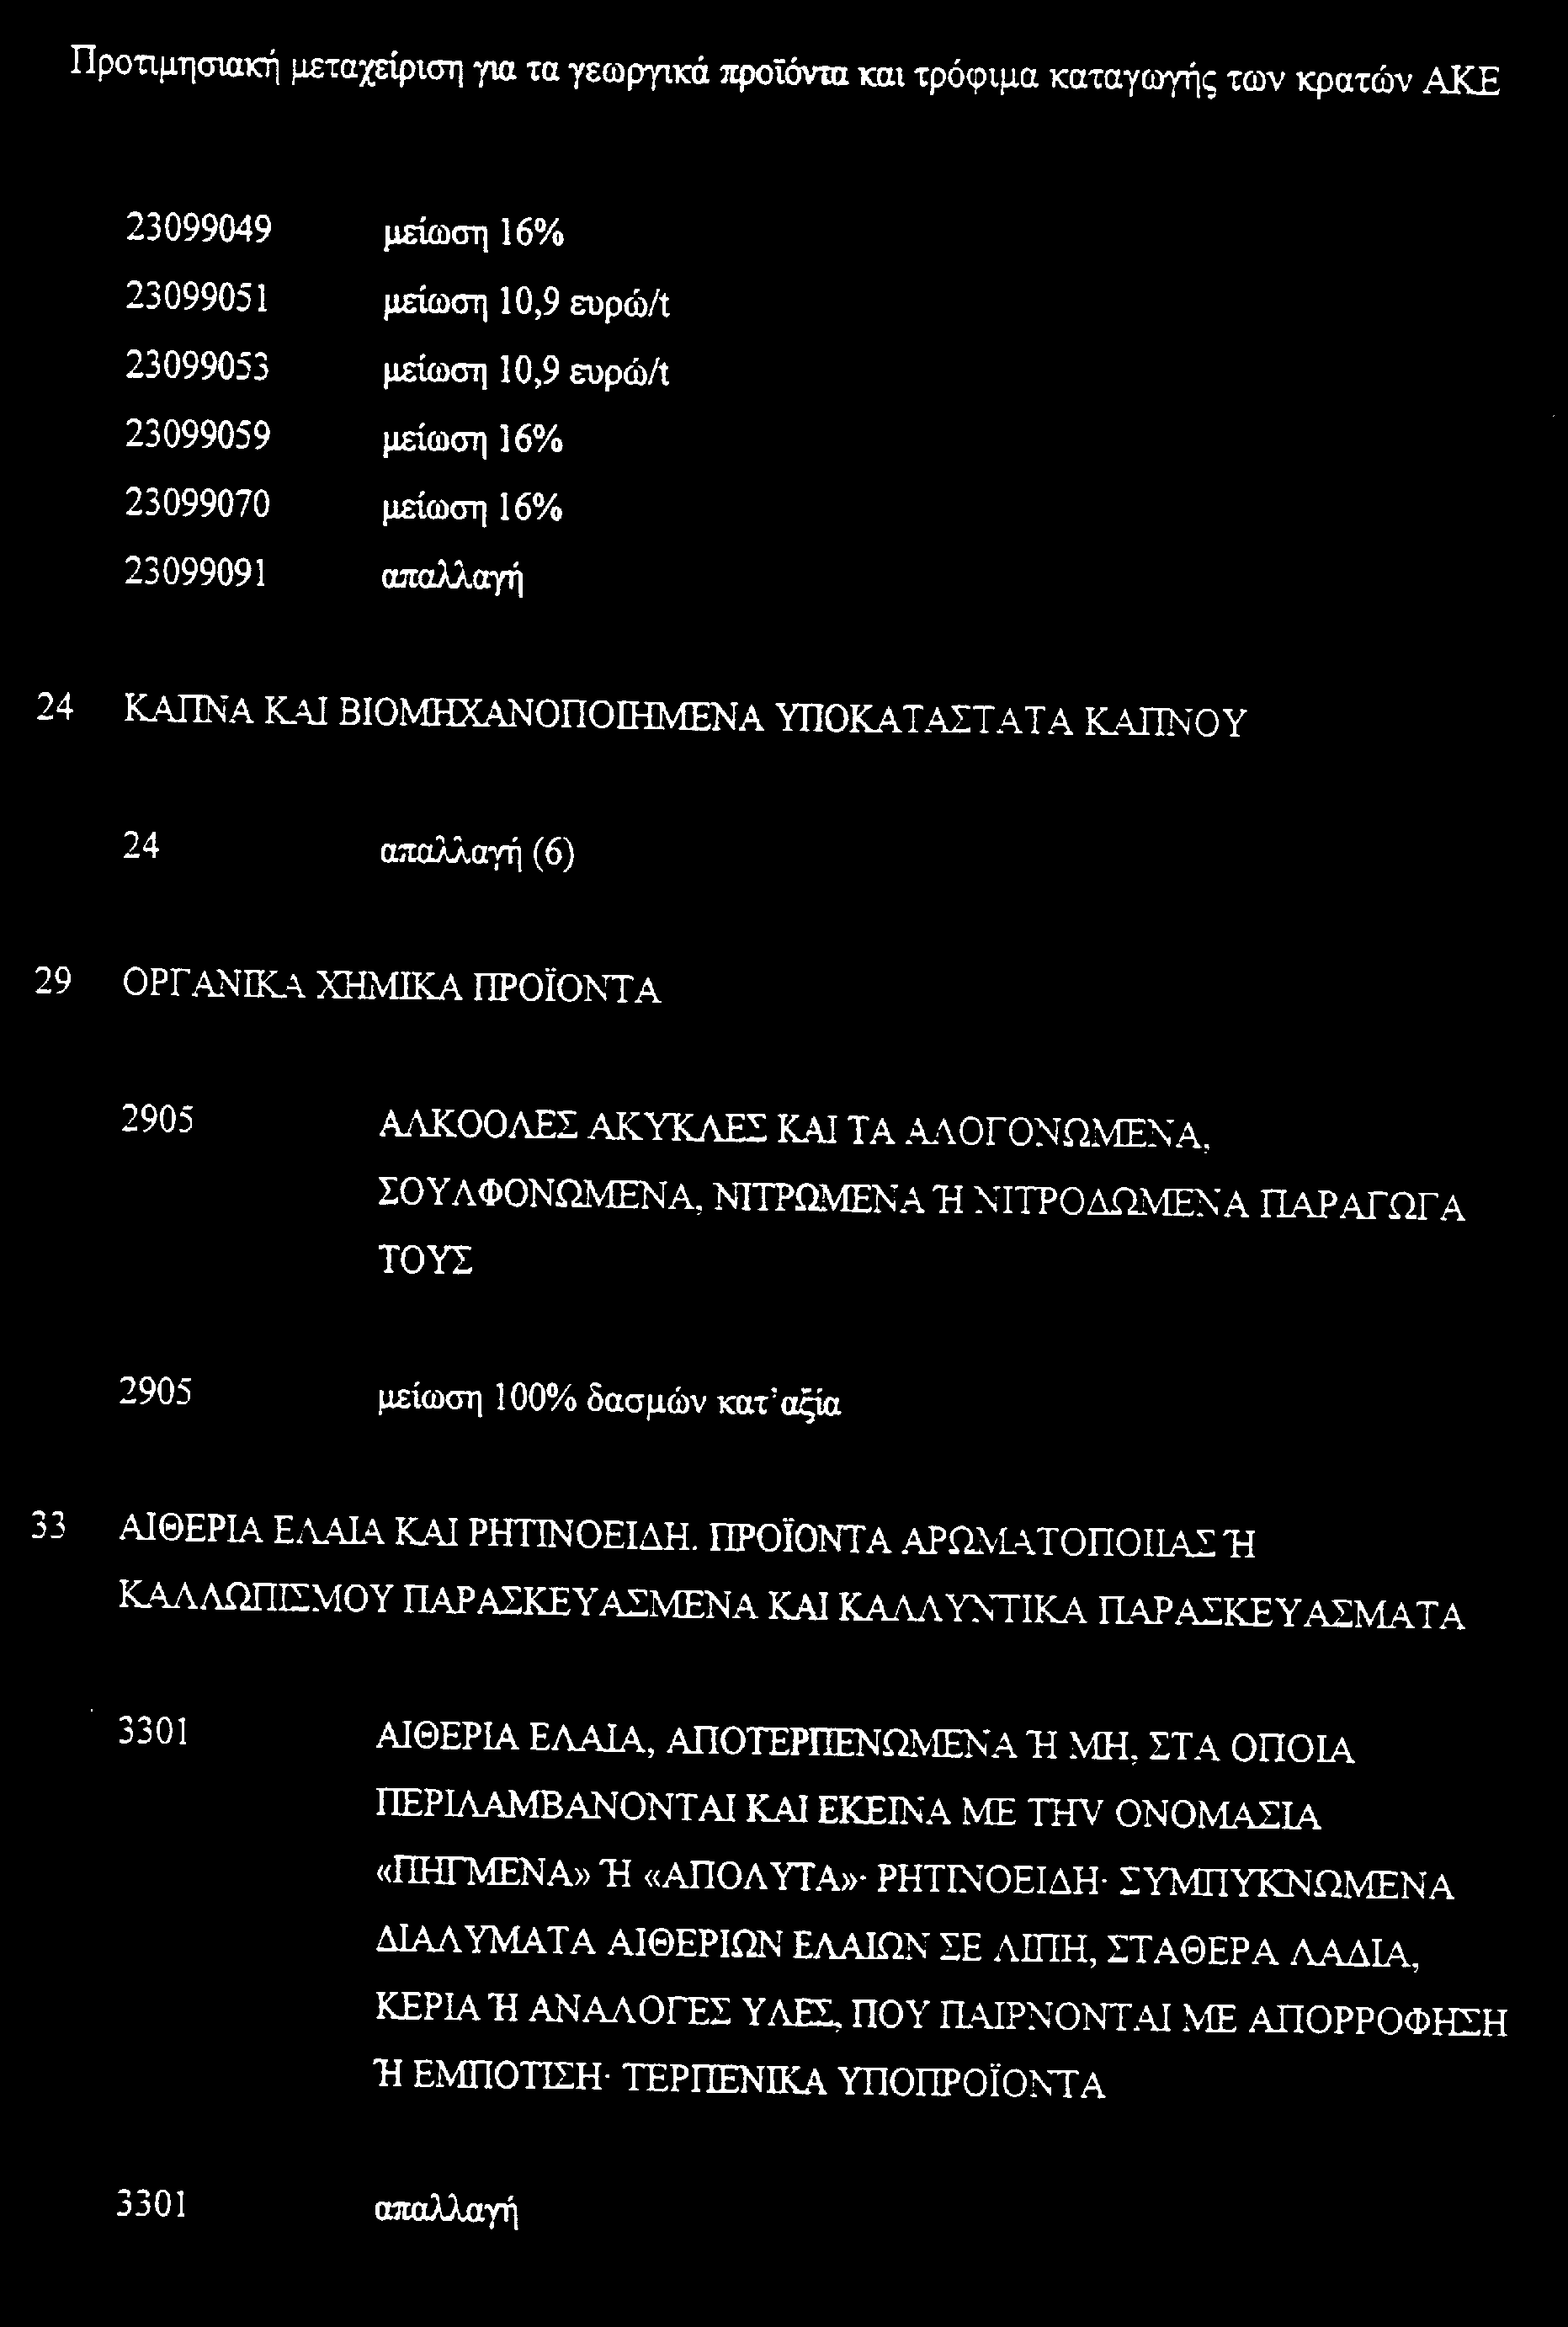 Προτιμησιακή μεταχείριση για τα γεωργικά προϊόντα και τρόφιμα καταγωγής των κρατών ΑΚΕ
23099049 μείωση 16%
23099051 μείωση 10,9 ευρώ/t
23099053 μείωση 10,9 ευρώ/t
23099059 μείωση 16%
23099070 μείωση 16%
23099091 απαλλαγή
24 ΚΑΠΝΑ ΚΑΙ ΒΙΟΜΗΧΑΝΟΠΟΙΗΜΕΝΑ ΥΠΟΚΑΤΑΣΤΑΤΑ ΚΑΠΝΟΥ
24 απαλλαγή (6)
29 ΟΡΓΑΝΙΚΑ ΧΗΜΙΚΑ ΠΡΟΪΟΝΤΑ
2905 ΑΛΚΟΟΛΕΣ ΑΚΥΚΛΕΣ ΚΑΙ ΤΑ ΑΛΟΓΟΝΩΜΕΝΑ,
ΣΟΥΛΦΟΝΩΜΕΝΑ, ΝΙΤΡΩΜΕΝΑ Ή ΝΙΤΡΟΔΩΜΕΝΑ ΠΑΡΑΓΩΓΑ
ΤΟΥΣ
2905 μείωση 100% δασμών κατ’αξία
33 ΑΙΘΕΡΙΑ ΕΛΑΙΑ ΚΑΙ ΡΗΤΙΝΟΕΙΔΗ. ΠΡΟΪΟΝΤΑ ΑΡΩΜΑΤΟΠΟΙΙΑΣ Ή
ΚΑΛΛΩΠΙΣΜΟΥ ΠΑΡΑΣΚΕΥΑΣΜΕΝΑ ΚΑΙ ΚΑΛΛΥΝΤΙΚΑ ΠΑΡΑΣΚΕΥΑΣΜΑΤΑ
3301 ΑΙΘΕΡΙΑ ΕΛΑΙΑ, ΑΠΟΤΕΡΠΕΝΩΜΕΝΑ Ή ΜΗ, ΣΤΑ ΟΠΟΙΑ
ΠΕΡΙΛΑΜΒΑΝΟΝΤΑΙ ΚΑΙ ΕΚΕΙΝΑ ΜΕ ΤΗV ΟΝΟΜΑΣΙΑ
«ΠΗΓΜΕΝΑ» Ή «ΑΠΟΛΥΤΑ»· ΡΗΤΙΝΟΕΙΔΗ· ΣΥΜΠΥΚΝΩΜΕΝΑ
ΔΙΑΛΥΜΑΤΑ ΑΙΘΕΡΙΩΝ ΕΛΑΙΩΝ ΣΕ ΛΙΠΗ, ΣΤΑΘΕΡΑ ΛΑΔΙΑ,
ΚΕΡΙΑ Ή ΑΝΑΛΟΓΕΣ ΥΛΕΣ, ΠΟΥ ΠΑΙΡΝΟΝΤΑΙ ΜΕ ΑΠΟΡΡΟΦΗΣΗ
Ή ΕΜΠΟΤΙΣΗ· ΤΕΡΠΕΝΙΚΑ ΥΠΟΠΡΟΪΟΝΤΑ
3301 απαλλαγή